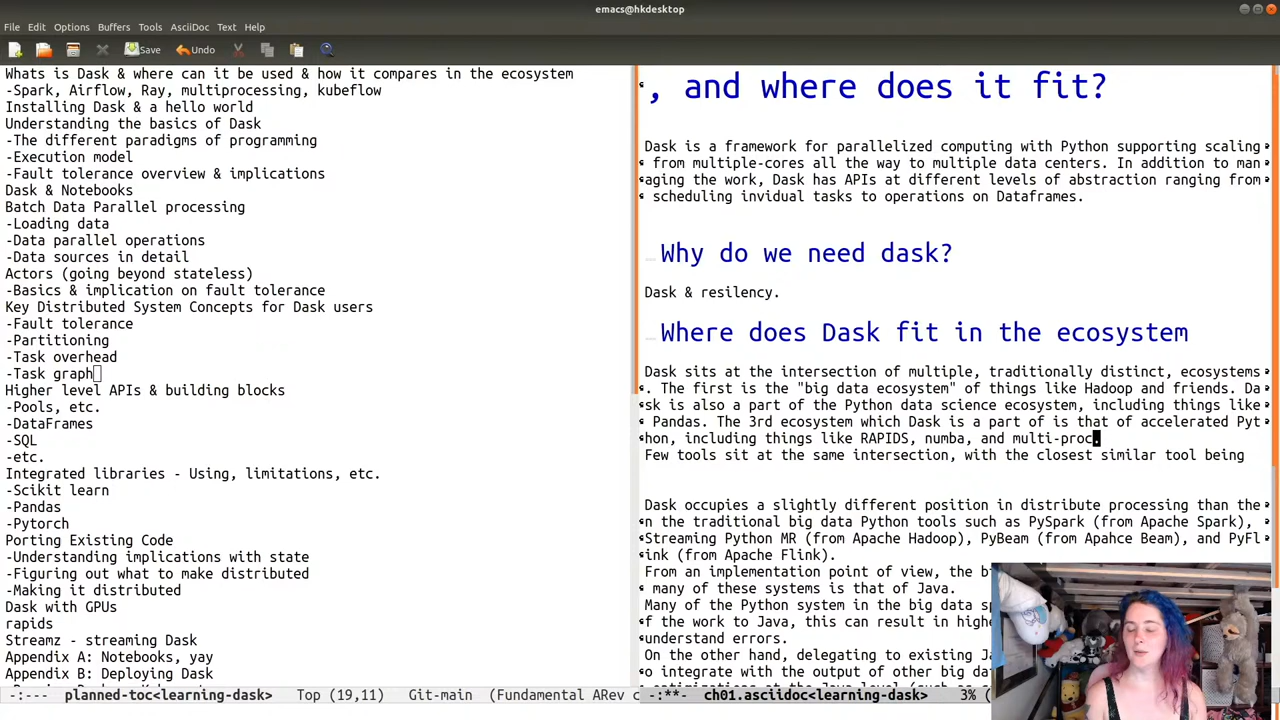 emacs@hkdesktop
File Edit Options Buffers Tools AsciiDoc Text Help
Save Undo
Whats is Dask & where can it be used & how it compares in the ecosystem
-Spark, Airflow, Ray, multiprocessing, kubeflow
Installing Dask & a hello world
Understanding the basics of Dask
-The different paradigms of programming
-Execution model
-Fault tolerance overview & implications
Dask & Notebooks
Batch Data Parallel processing
-Loading data
-Data parallel operations
-Data sources in detail
Actors (going beyond stateless)
-Basics & implication on fault tolerance
Key Distributed System Concepts for Dask users
-Fault tolerance
-Partitioning
-Task overhead
-Task graph
Higher level APIs & building blocks
-Pools, etc.
-DataFrames
-SQL
-etc.
Integrated libraries - Using, limitations, etc.
-Scikit learn
-Pandas
-Pytorch
Porting Existing Code
-Understanding implications with state
-Figuring out what to make distributed
-Making it distributed
Dask with GPUs
rapids
Streamz - streaming Dask
Appendix A: Notebooks, yay
Appendix B: Deploying Dask
-:--- planned-toc<learning-dask> Top (19,11) Git-main (Fundamental ARev c
, and where does it fit?
Dask is a framework for parallelized computing with Python supporting scaling
from multiple-cores all the way to multiple data centers. In addition to man
aging the work, Dask has APIs at different levels of abstraction ranging from
scheduling invidual tasks to operations on Dataframes.
Why do we need dask?
Dask & resilency.
Where does Dask fit in the ecosystem
Dask sits at the intersection of multiple, traditionally distinct, ecosystems
. The first is the "big data ecosystem" of things like Hadoop and friends. Da
sk is also a part of the Python data science ecosystem, including things like
Pandas. The 3rd ecosystem which Dask is a part of is that of accelerated Pyt
hon, including things like RAPIDS, numba, and multi-proc.
Few tools sit at the same intersection, with the closest similar tool being
Dask occupies a slightly different position in distribute processing than the
n the traditional big data Python tools such as PySpark (from Apache Spark),
Streaming Python MR (from Apache Hadoop), PyBeam (from Apahce Beam), and PyFl
ink (from Apache Flink).
From an implementation point of view, the bi
many of these systems is that of Java.
Many of the Python system in the big data sp
f the work to Java, this can result in highe
understand errors.
On the other hand, delegating to existing Ja
o integrate with the output of other big dat
-:**- ch01.asciidoc<learning-dask> 3% (